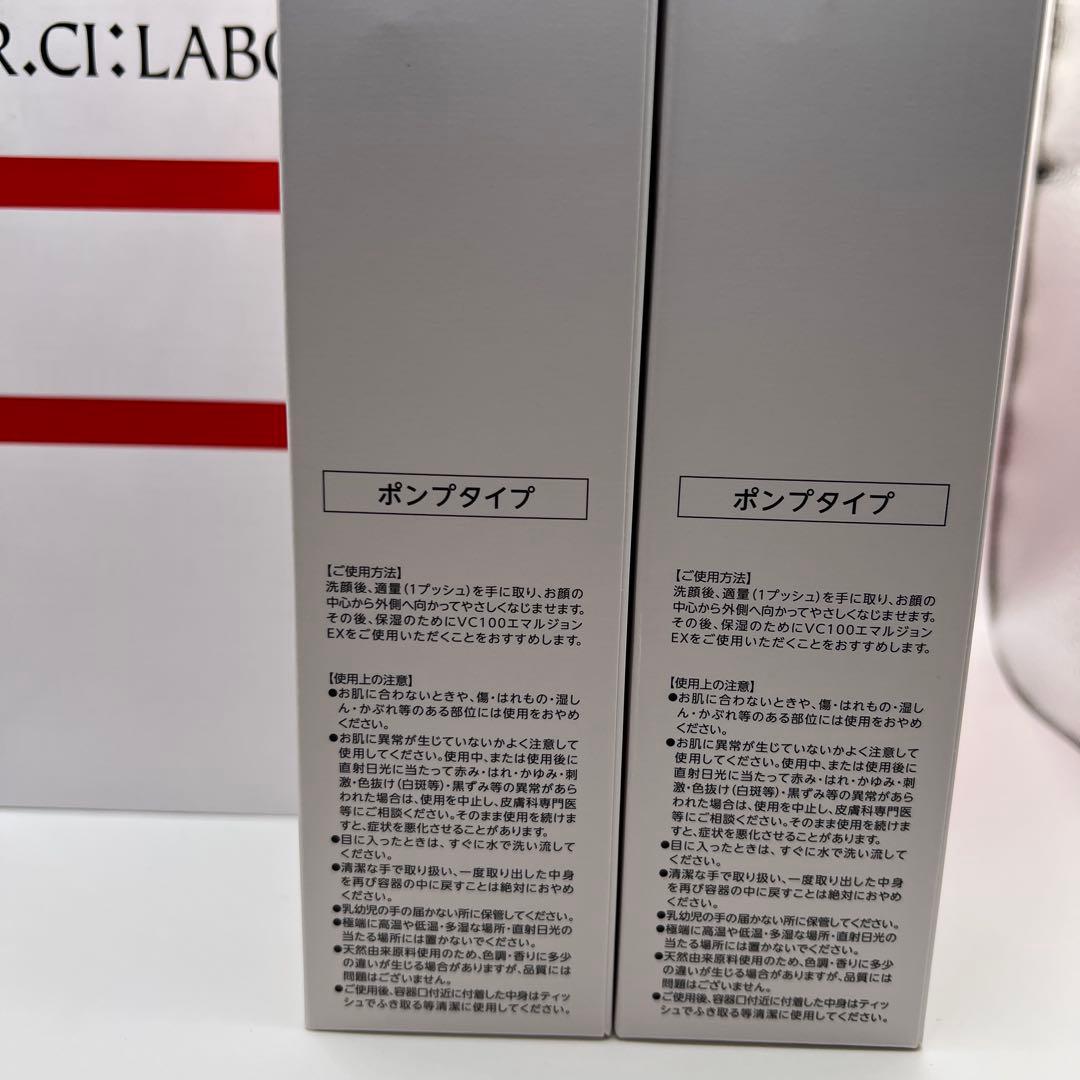 R.CI:LABO
ポンプタイプ
【ご使用方法】
洗顔後、適量(1プッシュ)を手に取り、お顔の
中心から外側へ向かってやさしくなじませます。
その後、保湿のためにVC100エマルジョン
EXをご使用いただくことをおすすめします。
【使用上の注意】
●お肌に合わないときや、傷・はれもの・湿し
ん・かぶれ等のある部位には使用をおやめ
ください。
●お肌に異常が生じていないかよく注意して
使用してください。使用中、または使用後に
直射日光に当たって赤み・はれ・かゆみ・刺
激・色抜け(白斑等)・黒ずみ等の異常があら
われた場合は、使用を中止し、皮膚科専門医
等にご相談ください。そのまま使用を続けま
すと、症状を悪化させることがあります。
●目に入ったときは、すぐに水で洗い流して
ください。
●清潔な手で取り扱い、一度取り出した中身
を再び容器の中に戻すことは絶対におやめ
ください。
●乳幼児の手の届かない所に保管してください。
●極端に高温や低温・多湿な場所・直射日光の
当たる場所には置かないでください。
●天然由来原料使用のため、色調・香りに多少
の違いが生じる場合がありますが、品質には
問題はございません。
●ご使用後、容器口付近に付着した中身はティッ
シュでふき取る等清潔に使用してください。
ポンプタイプ
【ご使用方法】
洗顔後、適量(1プッシュ)を手に取り、お顔の
中心から外側へ向かってやさしくなじませます。
その後、保湿のためにVC100エマルジョン
EXをご使用いただくことをおすすめします。
【使用上の注意】
●お肌に合わないときや、傷・はれもの・湿し
ん・かぶれ等のある部位には使用をおやめ
ください。
●お肌に異常が生じていないかよく注意して
使用してください。使用中、または使用後に
直射日光に当たって赤み・はれ・かゆみ・刺
激・色抜け(白斑等)・黒ずみ等の異常があら
われた場合は、使用を中止し、皮膚科専門医
等にご相談ください。そのまま使用を続けま
すと、症状を悪化させることがあります。
●目に入ったときは、すぐに水で洗い流して
ください。
●清潔な手で取り扱い、一度取り出した中身
を再び容器の中に戻すことは絶対におやめ
ください。
●乳幼児の手の届かない所に保管してください。
●極端に高温や低温・多湿な場所・直射日光の
当たる場所には置かないでください。
●天然由来原料使用のため、色調・香りに多少
の違いが生じる場合がありますが、品質には
問題はございません。
●ご使用後、容器口付近に付着した中身はティッ
シュでふき取る等清潔に使用してください。